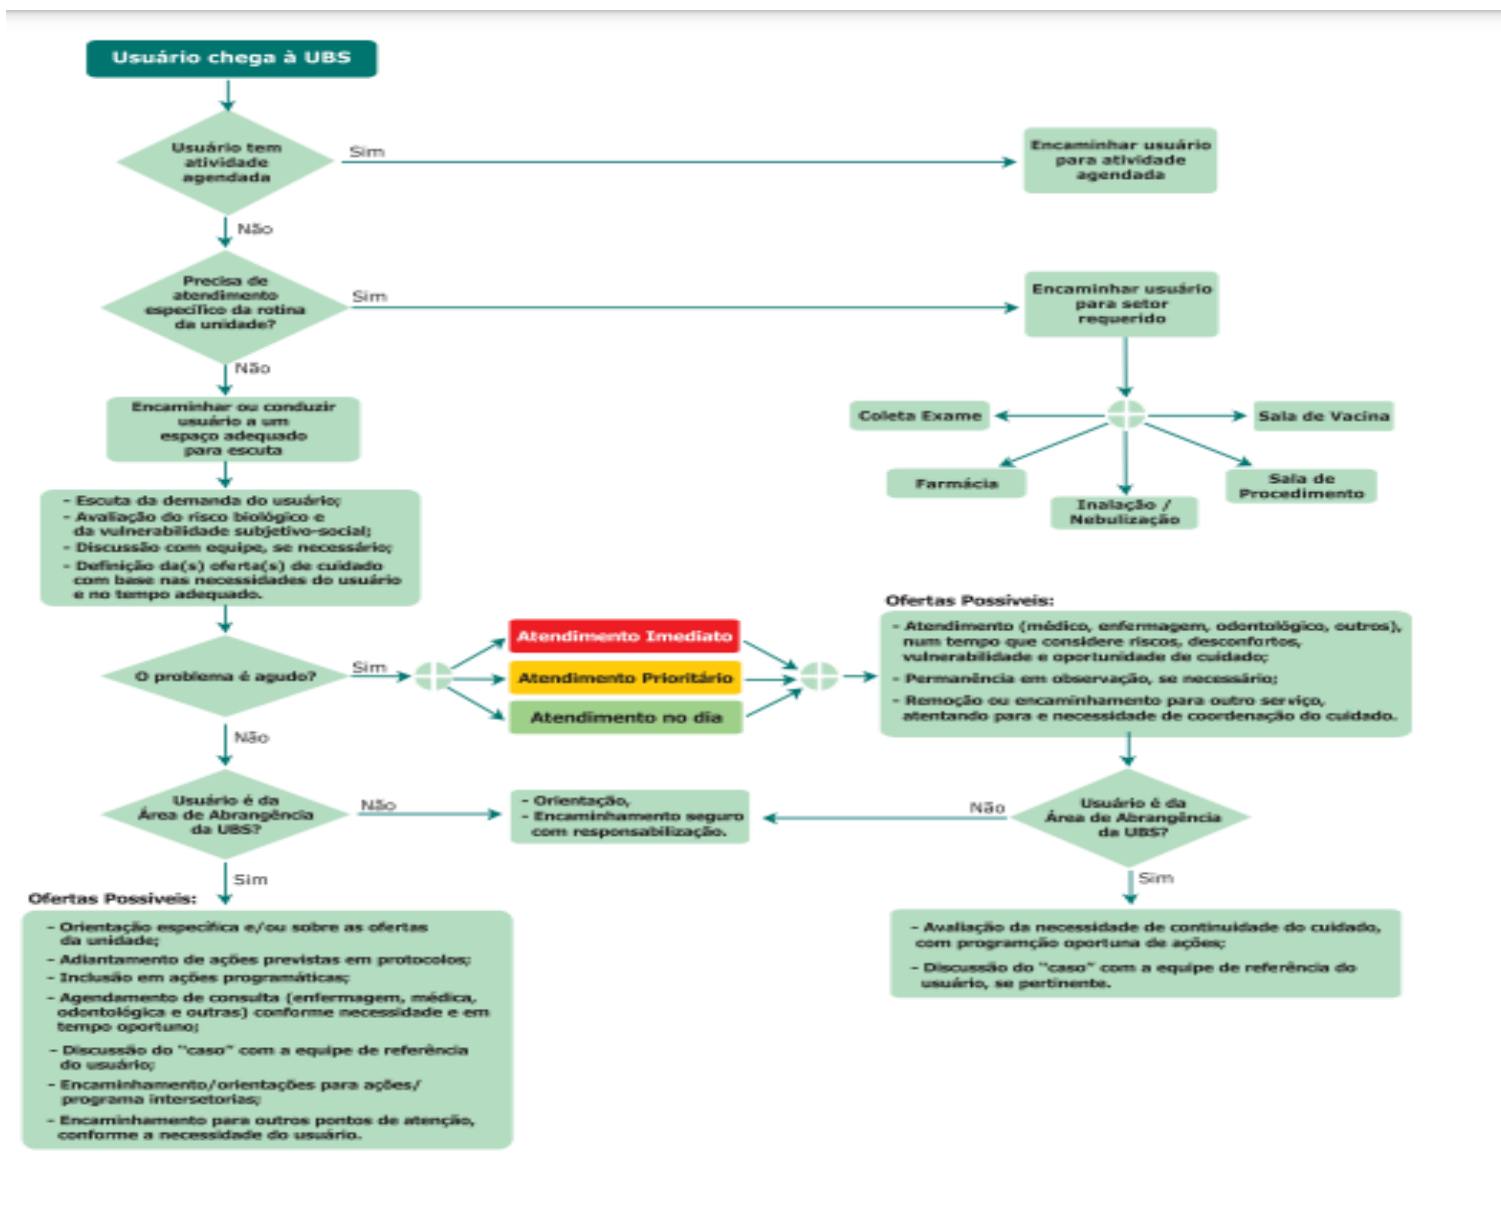 Usuário chega à UBS
Usuário tem
atividade
agendada
Sim
Encaminhar usuário
para atividade
agendada
Não
Precisa de
atendimento
específico da rotina
da unidade?
Sim
Encaminhar usuário
para setor
requerido
Não
Coleta Exame
Sala de Vacina
Farmácia
Sala de
Procedimento
Inalação /
Nebulização
Encaminhar ou conduzir
usuário a um
espaço adequado
para escuta
- Escuta da demanda do usuário;
- Avaliação do risco biológico e
da vulnerabilidade subjetivo-social;
- Discussão com equipe, se necessário;
- Definição da(s) oferta(s) de cuidado
com base nas necessidades do usuário
e no tempo adequado.
O problema é agudo?
Sim
Atendimento Imediato
Atendimento Prioritário
Atendimento no dia
Ofertas Possíveis:
- Atendimento (médico, enfermagem, odontológico, outros),
num tempo que considere riscos, desconfortos,
vulnerabilidade e oportunidade de cuidado;
- Permanência em observação, se necessário;
- Remoção ou encaminhamento para outro serviço,
atentando para e necessidade de coordenação do cuidado.
Não
Usuário é da
Área de Abrangência
da UBS?
Não
- Orientação,
- Encaminhamento seguro
com responsabilização.
Não
Usuário é da
Área de Abrangência
da UBS?
Sim
Sim
Ofertas Possíveis:
- Orientação específica e/ou sobre as ofertas
da unidade;
- Adiantamento de ações previstas em protocolos;
- Inclusão em ações programáticas;
- Agendamento de consulta (enfermagem, médica,
odontológica e outras) conforme necessidade e em
tempo oportuno;
- Discussão do "caso" com a equipe de referência
do usuário;
- Encaminhamento/orientações para ações/
programa intersetorias;
- Encaminhamento para outros pontos de atenção,
conforme a necessidade do usuário.
- Avaliação da necessidade de continuidade do cuidado,
com programção oportuna de ações;
- Discussão do "caso" com a equipe de referência do
usuário, se pertinente.